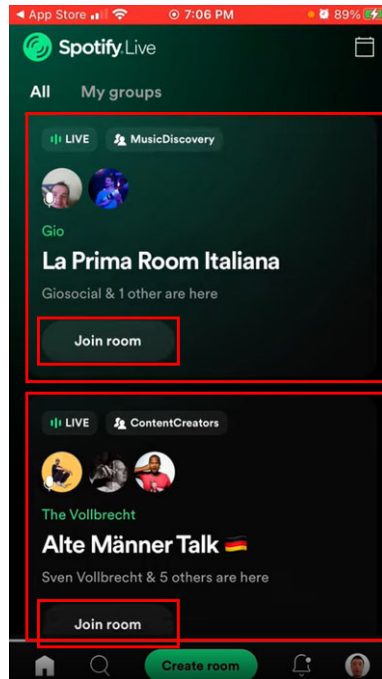 App Store 7:06 PM 89%
Spotify Live
All My groups
LIVE MusicDiscovery
Gio
La Prima Room Italiana
Giosocial & 1 other are here
Join room
LIVE ContentCreators
The Vollbrecht
Alte Männer Talk 🇩🇪
Sven Vollbrecht & 5 others are here
Join room
Create room